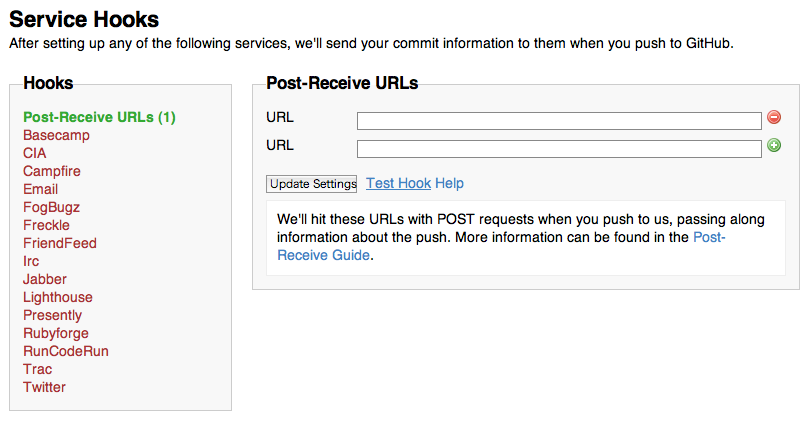 Service Hooks
After setting up any of the following services, we'll send your commit information to them when you push to GitHub.
Hooks
Post-Receive URLs (1)
Basecamp
CIA
Campfire
Email
FogBugz
Freckle
FriendFeed
Irc
Jabber
Lighthouse
Presently
Rubyforge
RunCodeRun
Trac
Twitter
Post-Receive URLs
URL
URL
Update Settings Test Hook Help
We'll hit these URLs with POST requests when you push to us, passing along
information about the push. More information can be found in the Post-
Receive Guide.